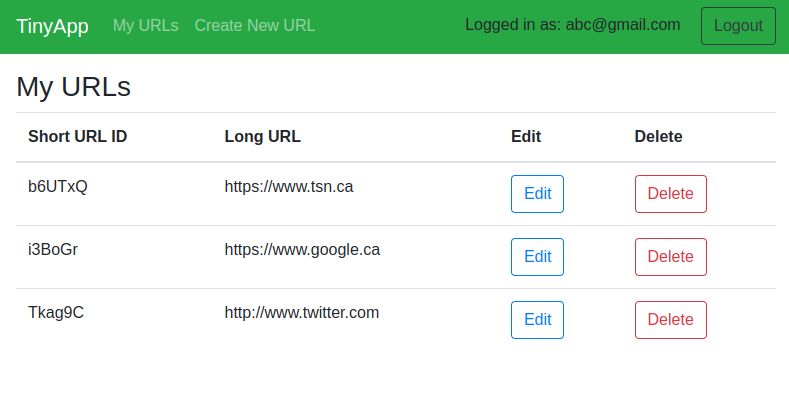 TinyApp My URLs Create New URL Logged in as: abc@gmail.com Logout
My URLs
Short URL ID Long URL Edit Delete
b6UTxQ https://www.tsn.ca Edit Delete
i3BoGr https://www.google.ca Edit Delete
Tkag9C http://www.twitter.com Edit Delete